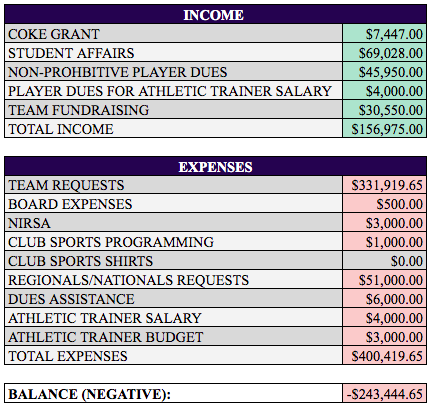 INCOME
COKE GRANT $7,447.00
STUDENT AFFAIRS $69,028.00
NON-PROHBITIVE PLAYER DUES $45,950.00
PLAYER DUES FOR ATHLETIC TRAINER SALARY $4,000.00
TEAM FUNDRAISING $30,550.00
TOTAL INCOME $156,975.00
EXPENSES
TEAM REQUESTS $331,919.65
BOARD EXPENSES $500.00
NIRSA $3,000.00
CLUB SPORTS PROGRAMMING $1,000.00
CLUB SPORTS SHIRTS $0.00
REGIONALS/NATIONALS REQUESTS $51,000.00
DUES ASSISTANCE $6,000.00
ATHLETIC TRAINER SALARY $4,000.00
ATHLETIC TRAINER BUDGET $3,000.00
TOTAL EXPENSES $400,419.65
BALANCE (NEGATIVE): -$243,444.65